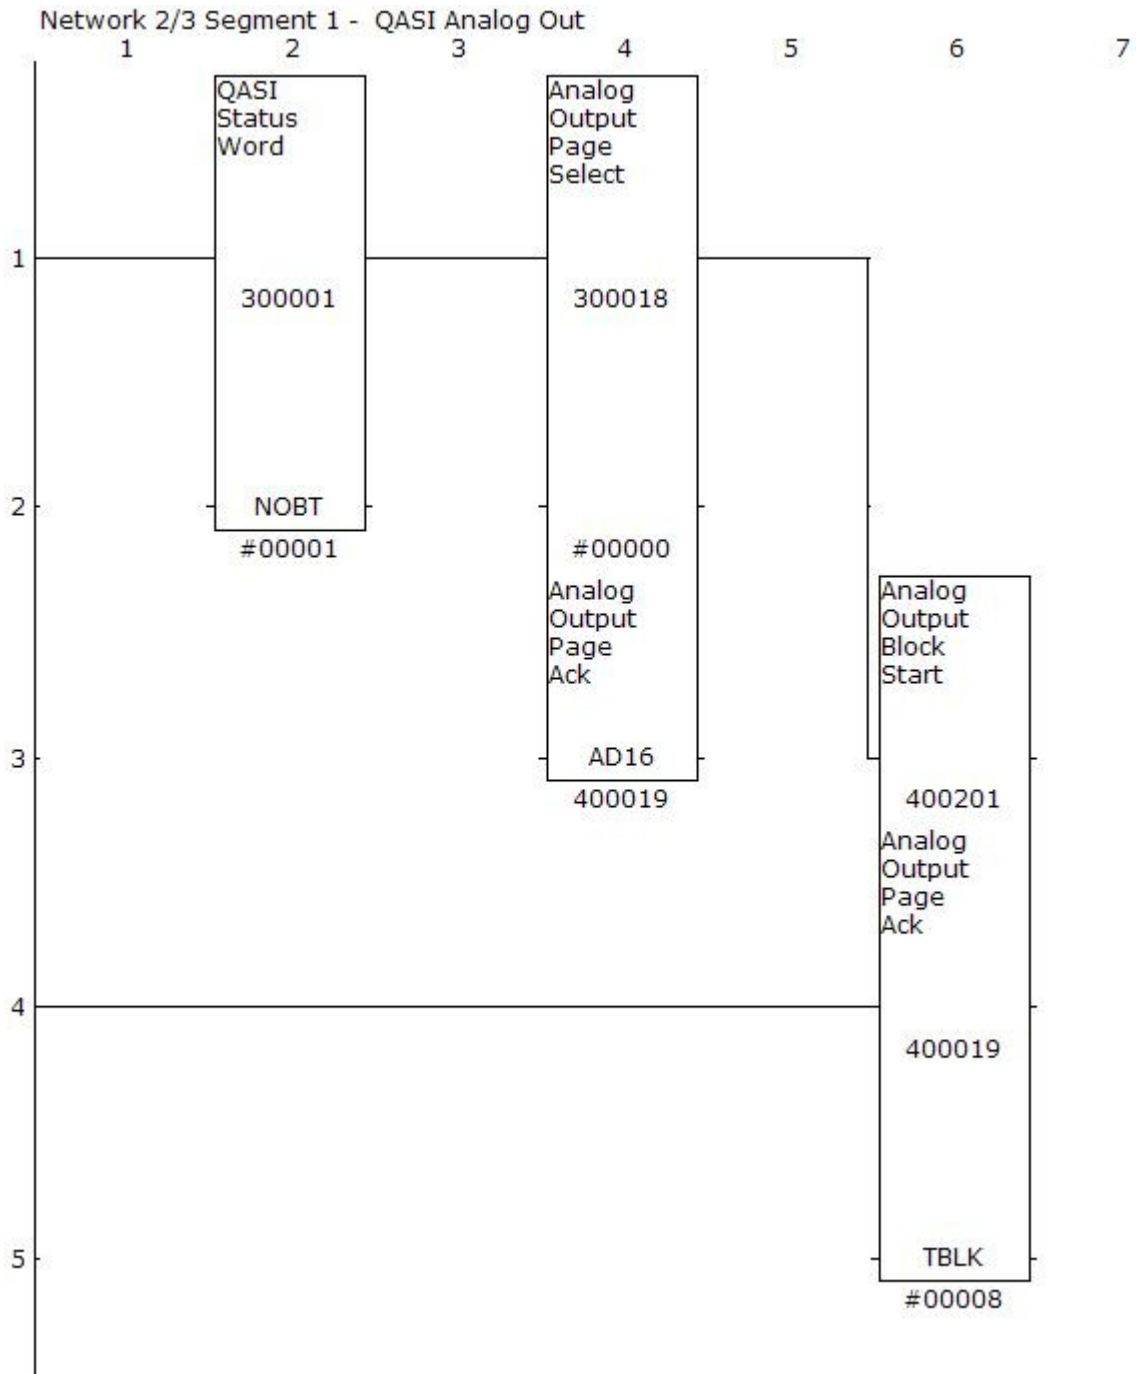 Network 2/3 Segment 1 - QASI Analog Out
1 2 3 4 5 6 7
QASI
Status
Word
Analog
Output
Page
Select
1
300001
300018
2
NOBT
#00001
#00000
Analog
Output
Page
Ack
Analog
Output
Block
Start
3
AD16
400019
400201
Analog
Output
Page
Ack
4
400019
5
TBLK
#00008